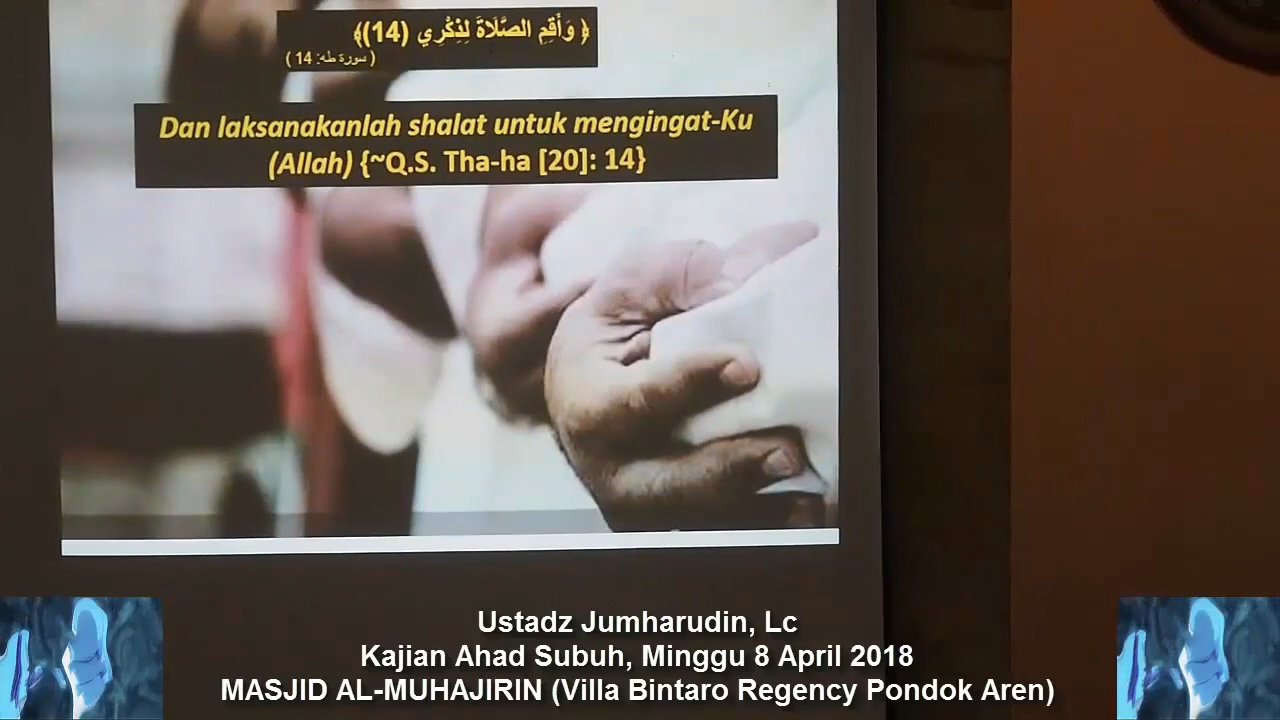 ﴿ وَأَقِمِ الصَّلَاةَ لِذِكْرِي (14)﴾
( سورة طه: 14 )
Dan laksanakanlah shalat untuk mengingat-Ku
(Allah) {~Q.S. Tha-ha [20]: 14}
Ustadz Jumharudin, Lc
Kajian Ahad Subuh, Minggu 8 April 2018
MASJID AL-MUHAJIRIN (Villa Bintaro Regency Pondok Aren)